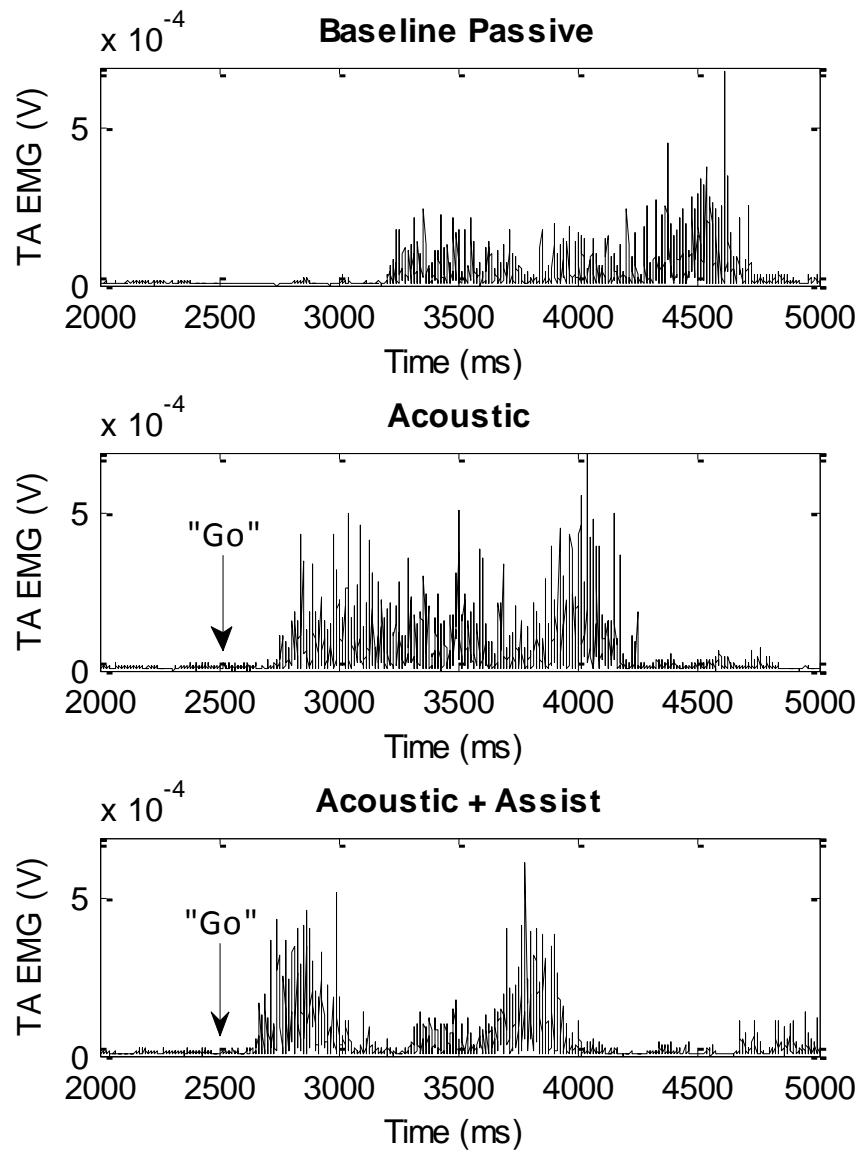 x 10^-4
Baseline Passive
TA EMG (V)
5
0
2000 2500 3000 3500 4000 4500 5000
Time (ms)
x 10^-4
Acoustic
TA EMG (V)
5
"Go"
0
2000 2500 3000 3500 4000 4500 5000
Time (ms)
x 10^-4
Acoustic + Assist
TA EMG (V)
5
"Go"
0
2000 2500 3000 3500 4000 4500 5000
Time (ms)